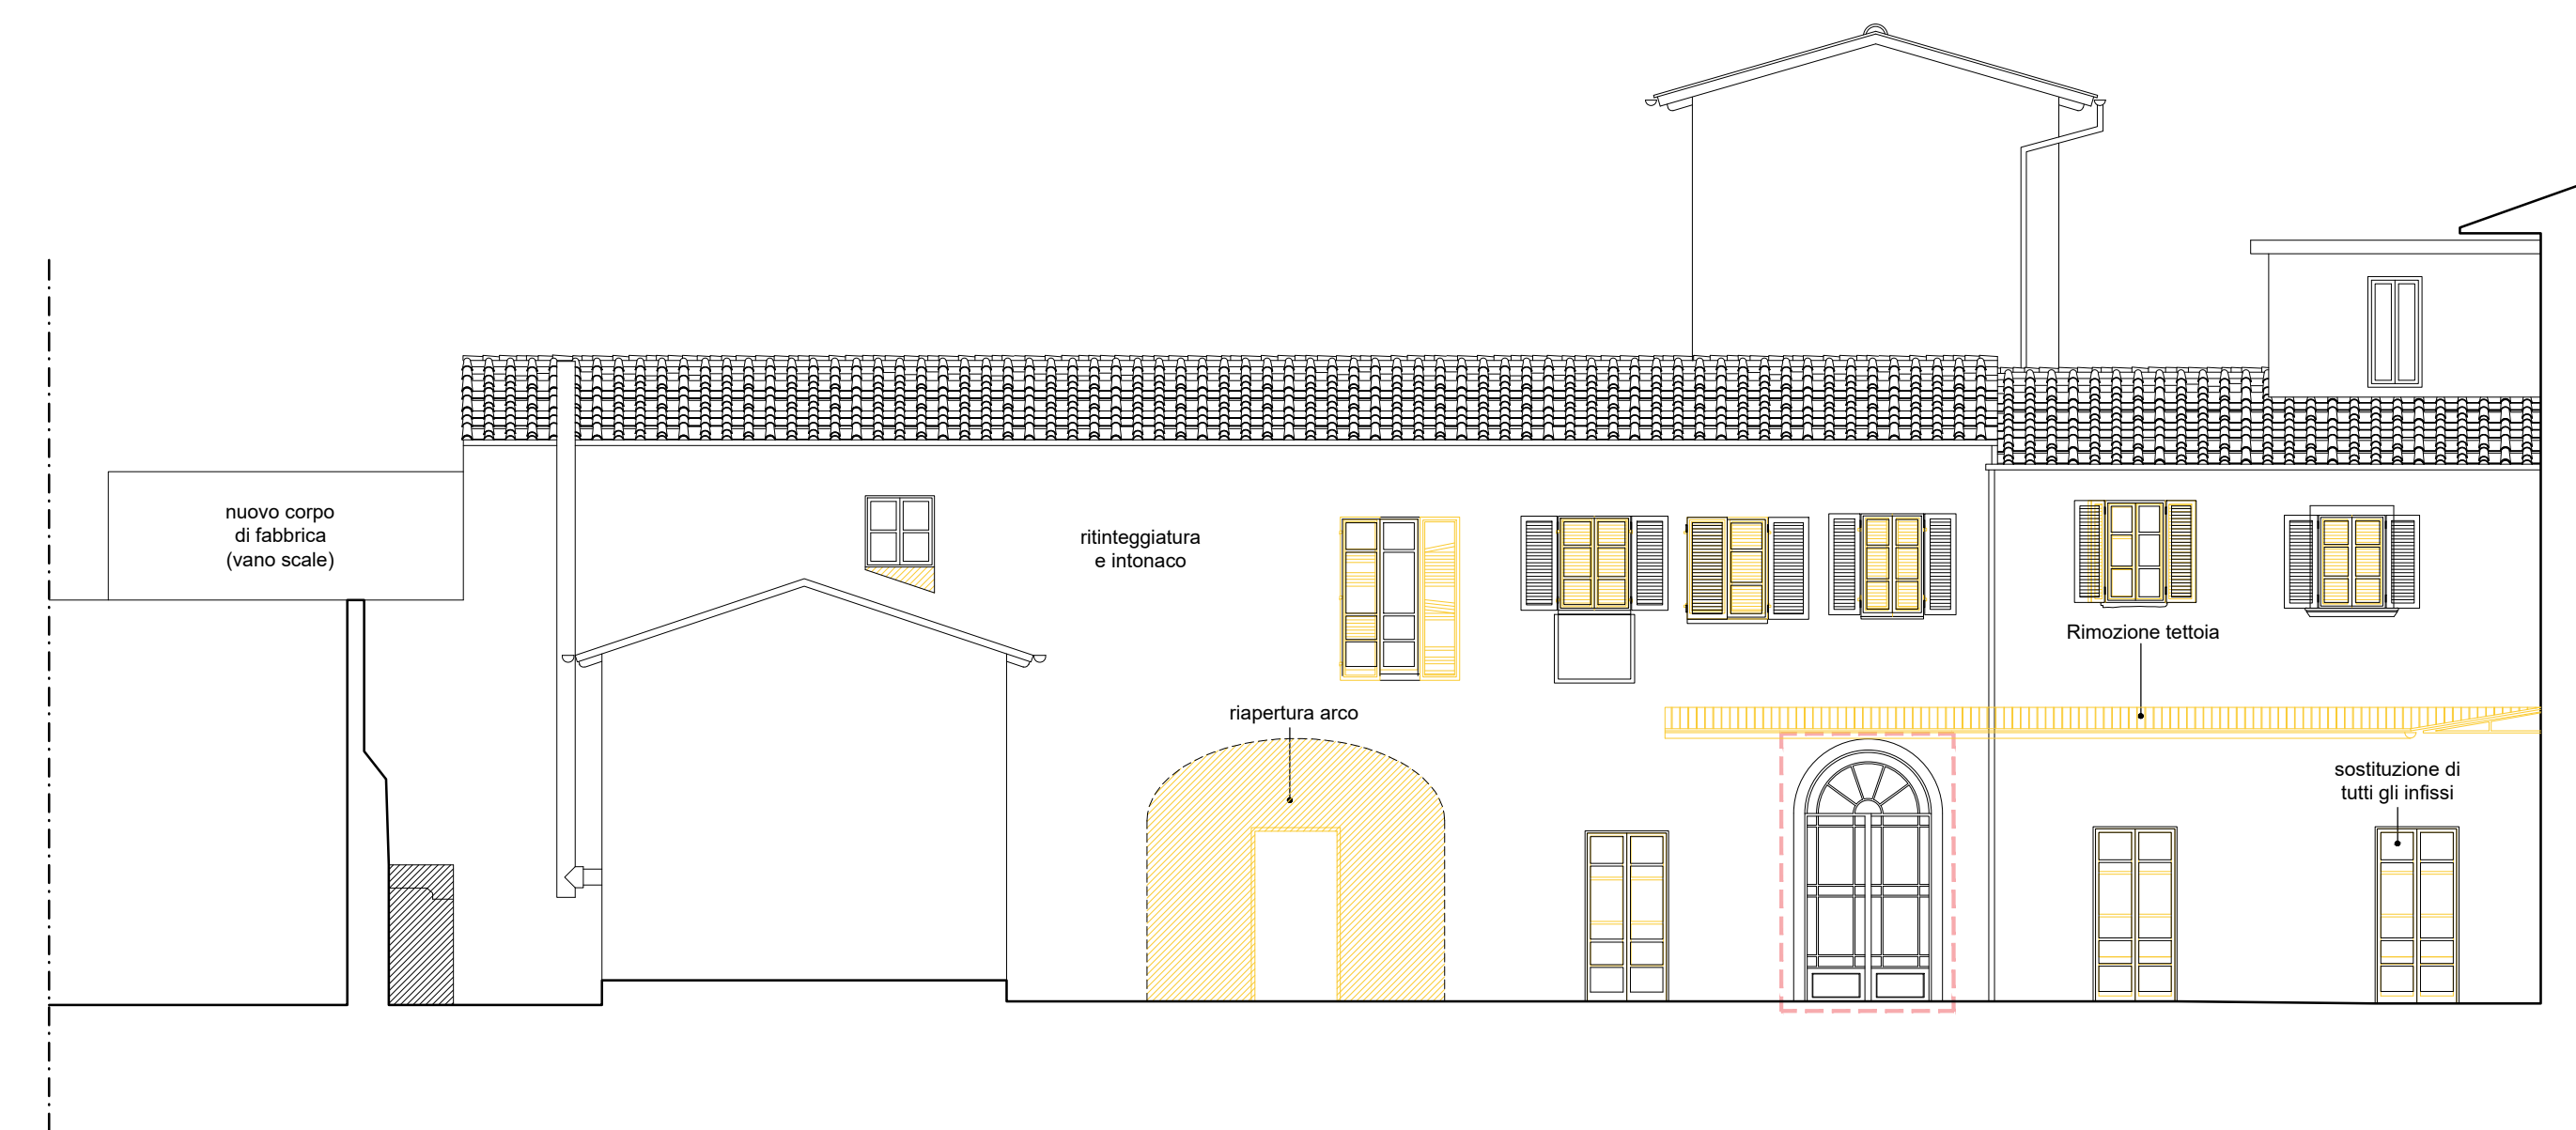 nuovo corpo
di fabbrica
(vano scale)
ritinteggiatura
e intonaco
riapertura arco
Rimozione tettoia
sostituzione di
tutti gli infissi